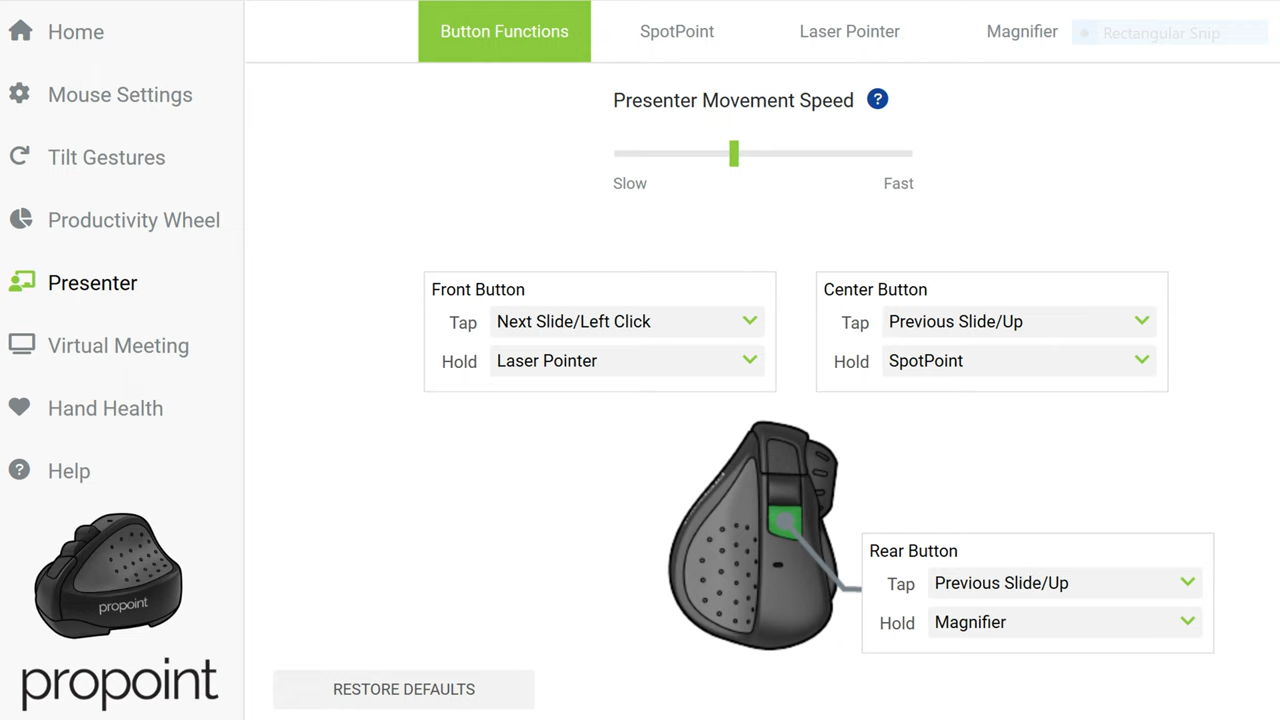 Home
Mouse Settings
Tilt Gestures
Productivity Wheel
Presenter
Virtual Meeting
Hand Health
? Help
propoint
propoint
Button Functions
SpotPoint
Laser Pointer
Magnifier
Rectangular Snip
Presenter Movement Speed ?
Slow Fast
Front Button
Tap Next Slide/Left Click
Hold Laser Pointer
Center Button
Tap Previous Slide/Up
Hold SpotPoint
Rear Button
Tap Previous Slide/Up
Hold Magnifier
RESTORE DEFAULTS